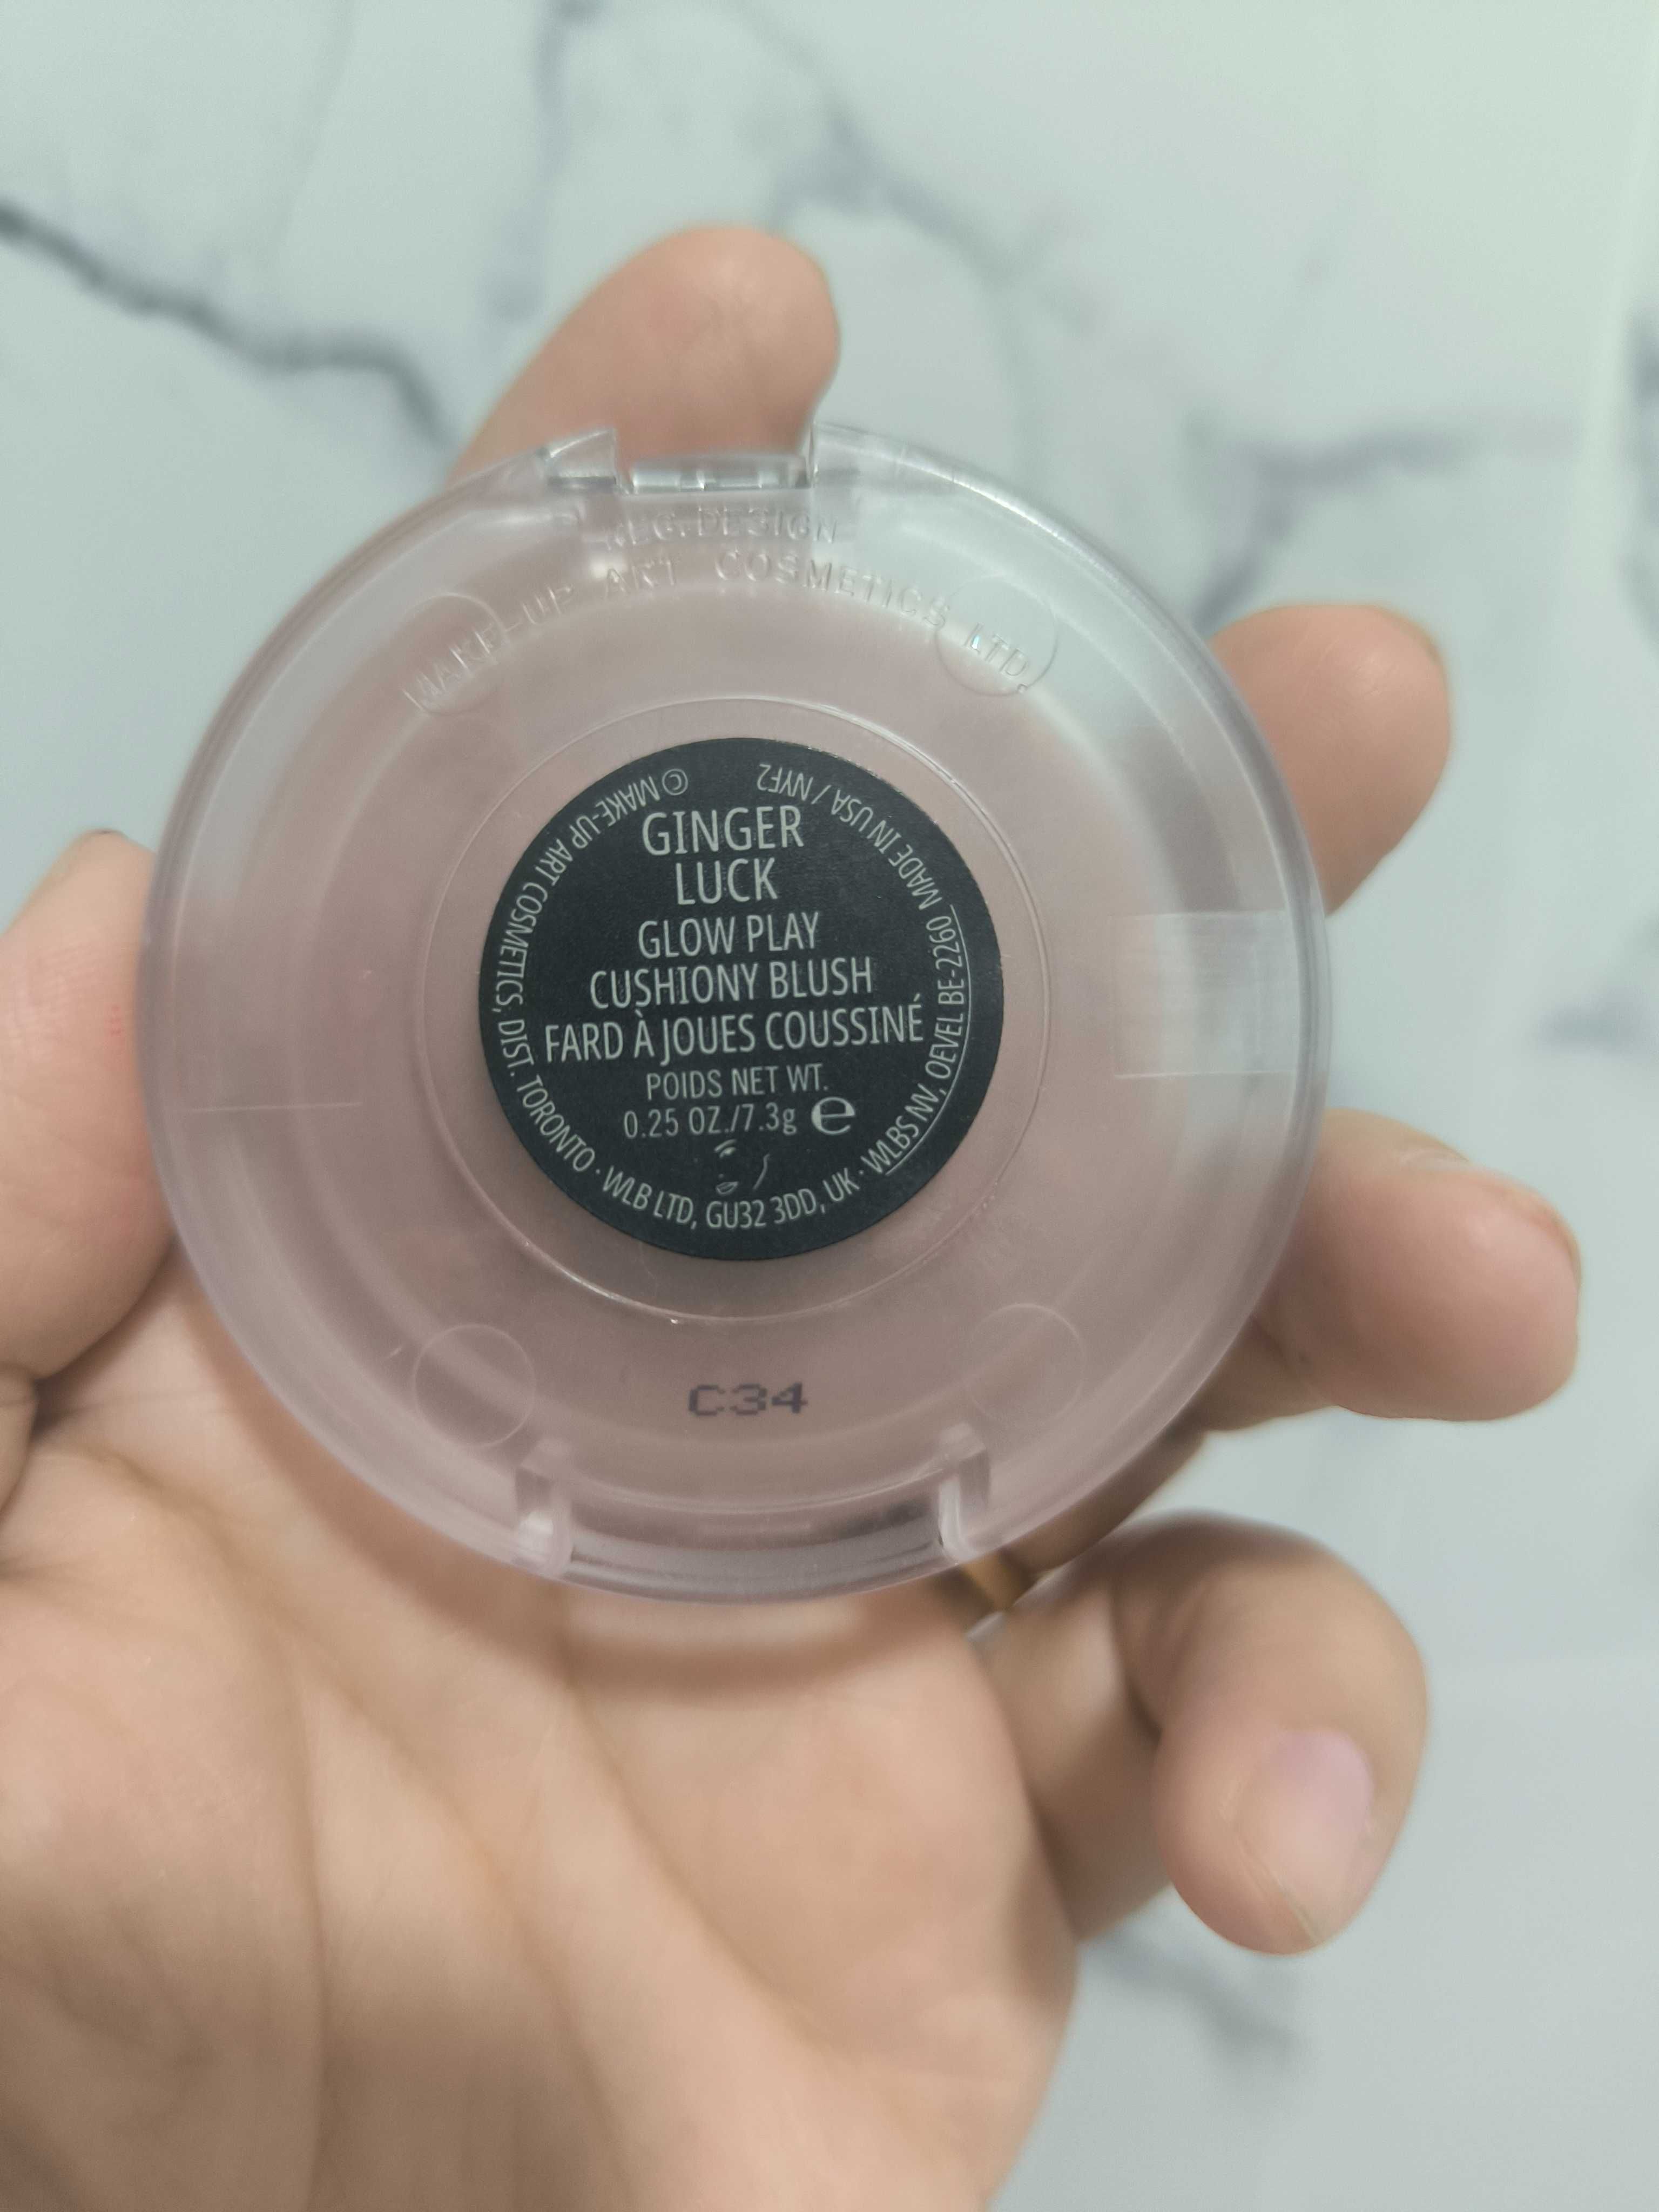 REG. DESIGN
MAKE-UP ART COSMETICS LTD.
GINGER
LUCK
GLOW PLAY
CUSHIONY BLUSH
FARD À JOUES COUSSINÉ
POIDS NET WT.
0.25 OZ./7.3g ℮
© MAKE-UP ART COSMETICS, DIST. TORONTO · WLB LTD, GU32 3DD, UK · WLBS NV, OEVEL BE-2260 MADE IN USA / NYF2
C34